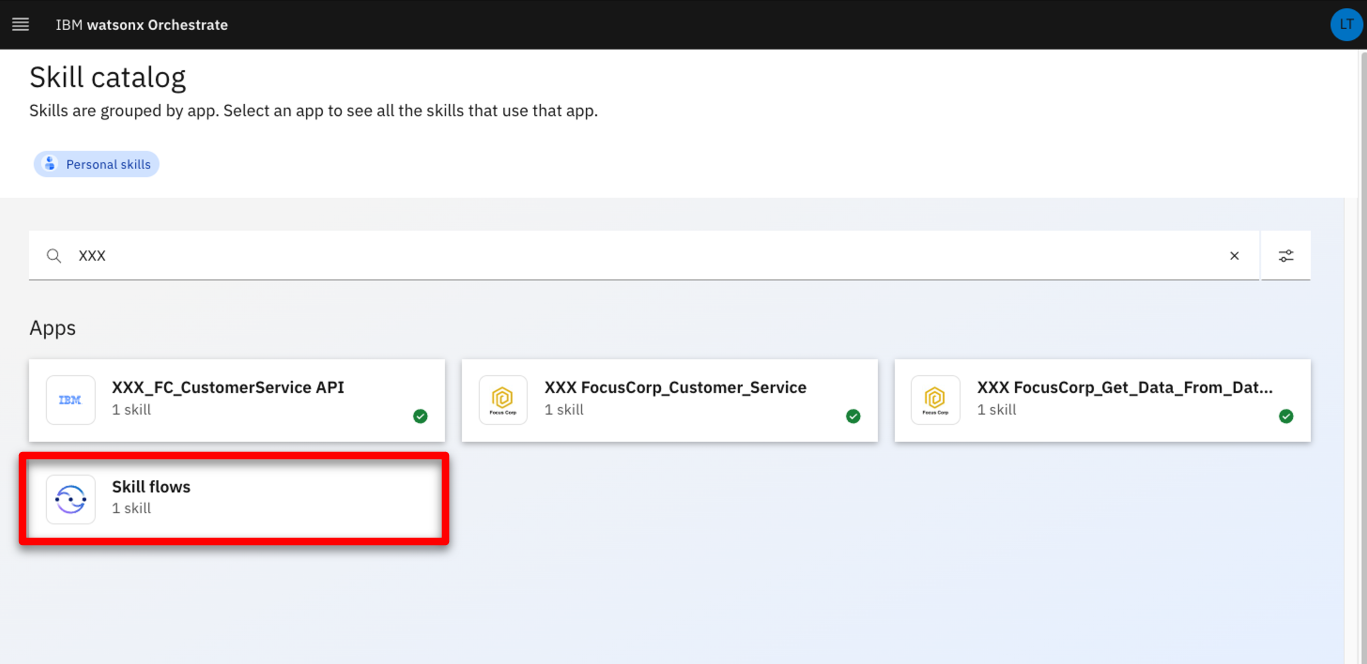 IBM watsonx Orchestrate
LT
Skill catalog
Skills are grouped by app. Select an app to see all the skills that use that app.
Personal skills
XXX
Apps
IBM
XXX_FC_CustomerService API
1 skill
Focus Corp
XXX FocusCorp_Customer_Service
1 skill
Focus Corp
XXX FocusCorp_Get_Data_From_Dat...
1 skill
Skill flows
1 skill